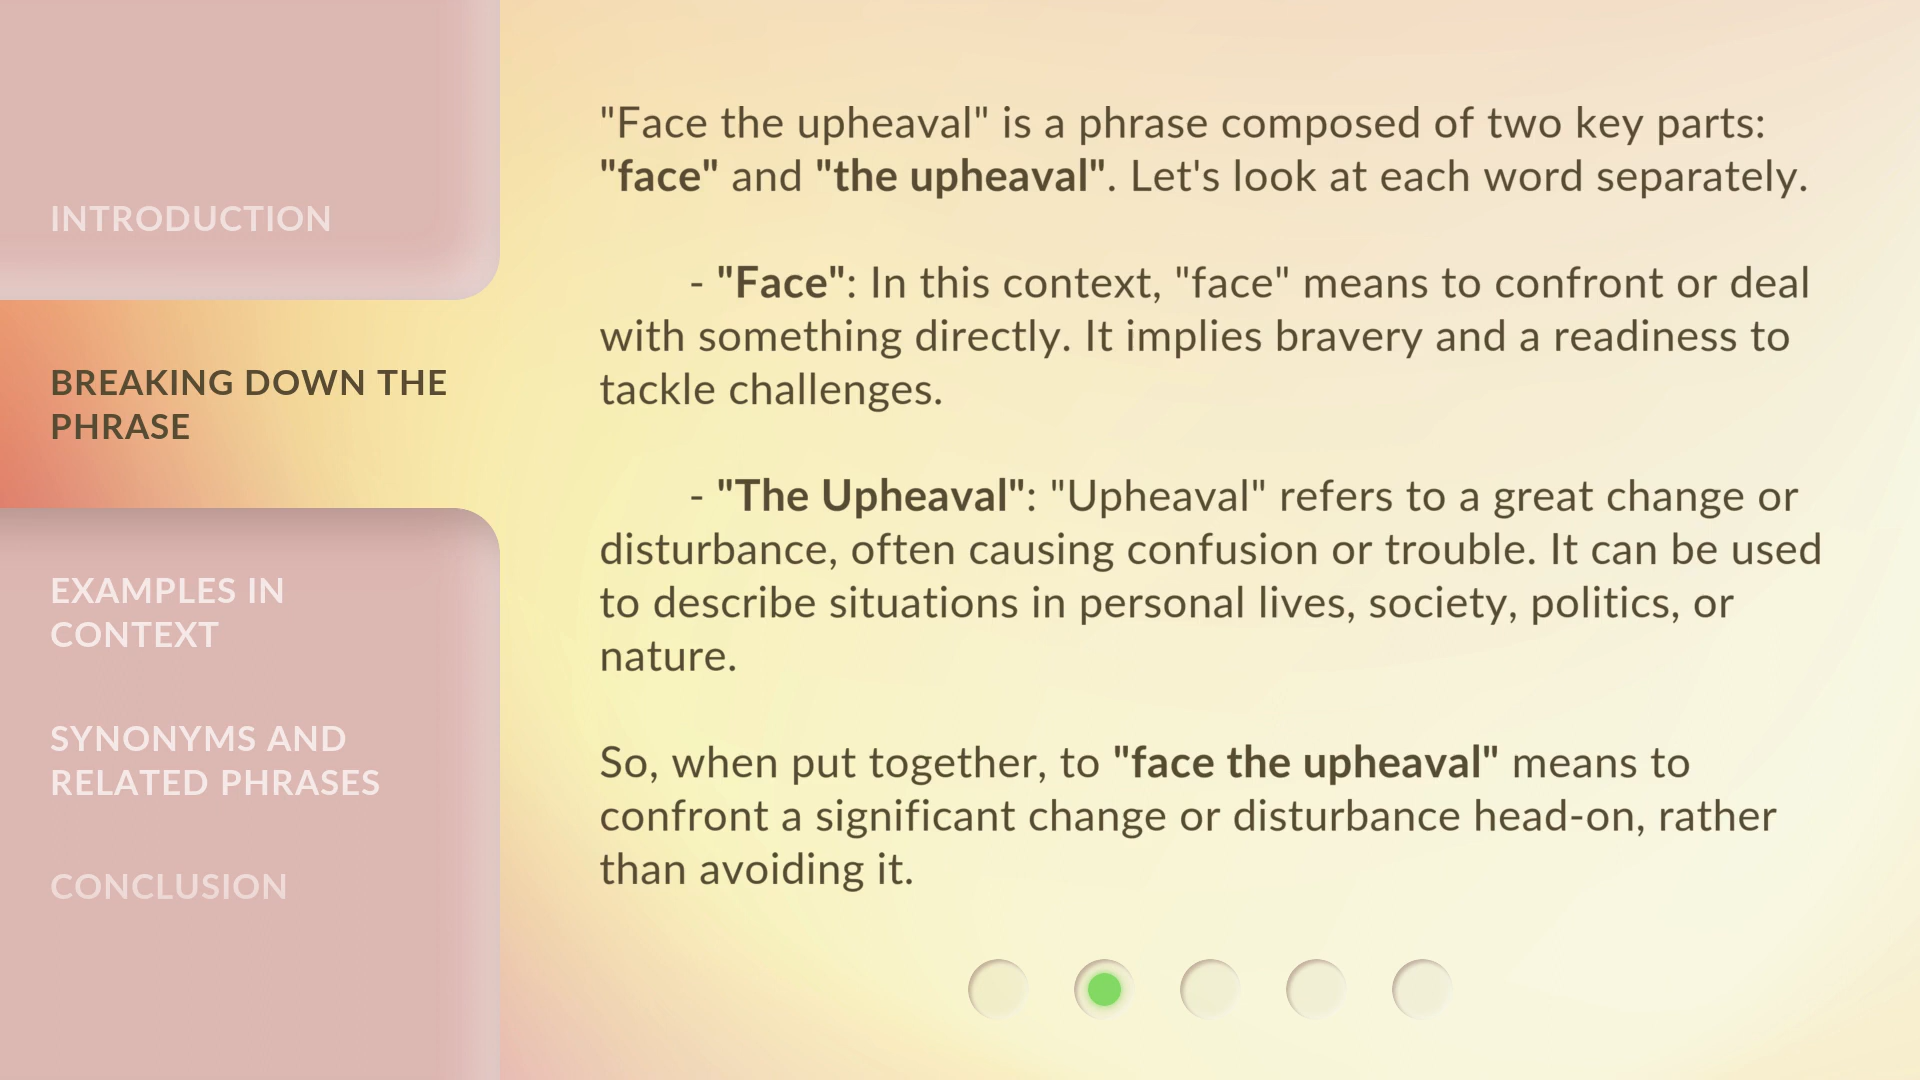 INTRODUCTION
BREAKING DOWN THE
PHRASE
EXAMPLES IN
CONTEXT
SYNONYMS AND
RELATED PHRASES
CONCLUSION
"Face the upheaval" is a phrase composed of two key parts:
"face" and "the upheaval". Let's look at each word separately.
- "Face": In this context, "face" means to confront or deal
with something directly. It implies bravery and a readiness to
tackle challenges.
- "The Upheaval": "Upheaval" refers to a great change or
disturbance, often causing confusion or trouble. It can be used
to describe situations in personal lives, society, politics, or
nature.
So, when put together, to "face the upheaval" means to
confront a significant change or disturbance head-on, rather
than avoiding it.